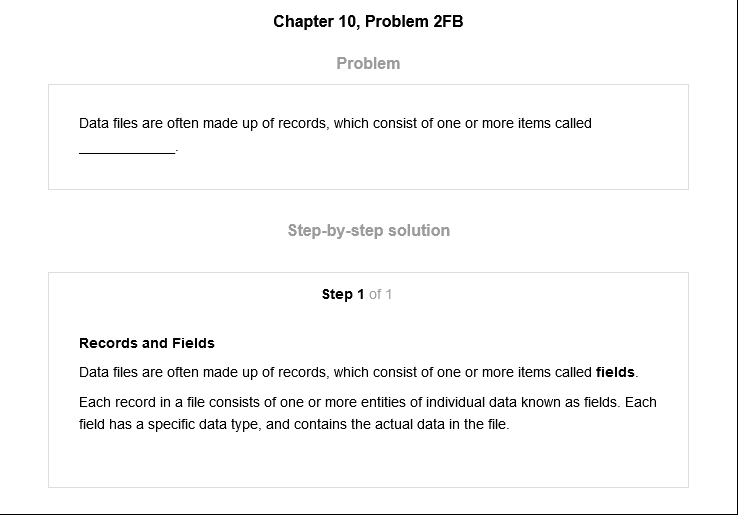 Chapter 10, Problem 2FB
Problem
Data files are often made up of records, which consist of one or more items called
____________.
Step-by-step solution
Step 1 of 1
Records and Fields
Data files are often made up of records, which consist of one or more items called fields.
Each record in a file consists of one or more entities of individual data known as fields. Each
field has a specific data type, and contains the actual data in the file.